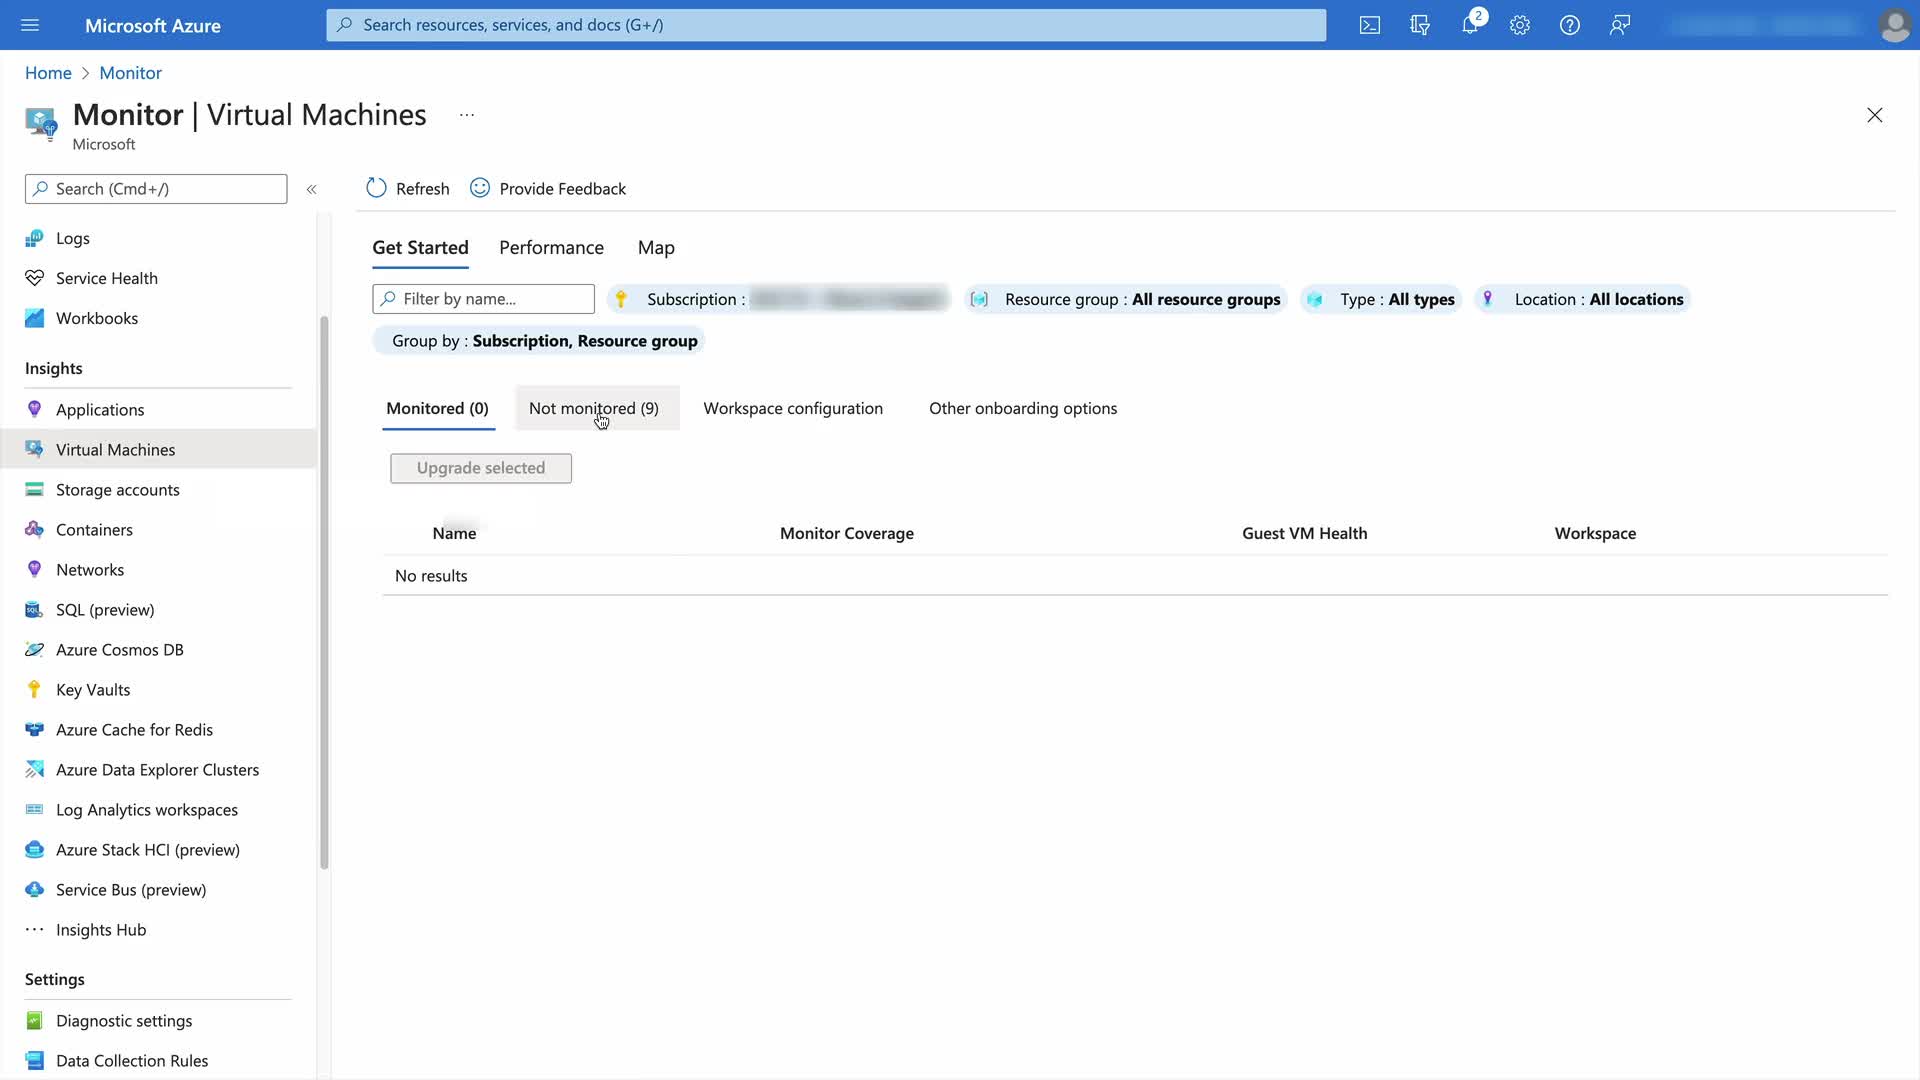 Microsoft Azure
Search resources, services, and docs (G+/)
2
Home > Monitor
Monitor | Virtual Machines ...
Microsoft
Search (Cmd+/)
«
Refresh
Provide Feedback
Logs
Service Health
Workbooks
Insights
Applications
Virtual Machines
Storage accounts
Containers
Networks
SQL (preview)
Azure Cosmos DB
Key Vaults
Azure Cache for Redis
Azure Data Explorer Clusters
Log Analytics workspaces
Azure Stack HCI (preview)
Service Bus (preview)
Insights Hub
Settings
Diagnostic settings
Data Collection Rules
Get Started Performance Map
Filter by name...
Subscription :
Resource group : All resource groups
Type : All types
Location : All locations
Group by : Subscription, Resource group
Monitored (0) Not monitored (9) Workspace configuration Other onboarding options
Upgrade selected
Name Monitor Coverage Guest VM Health Workspace
No results